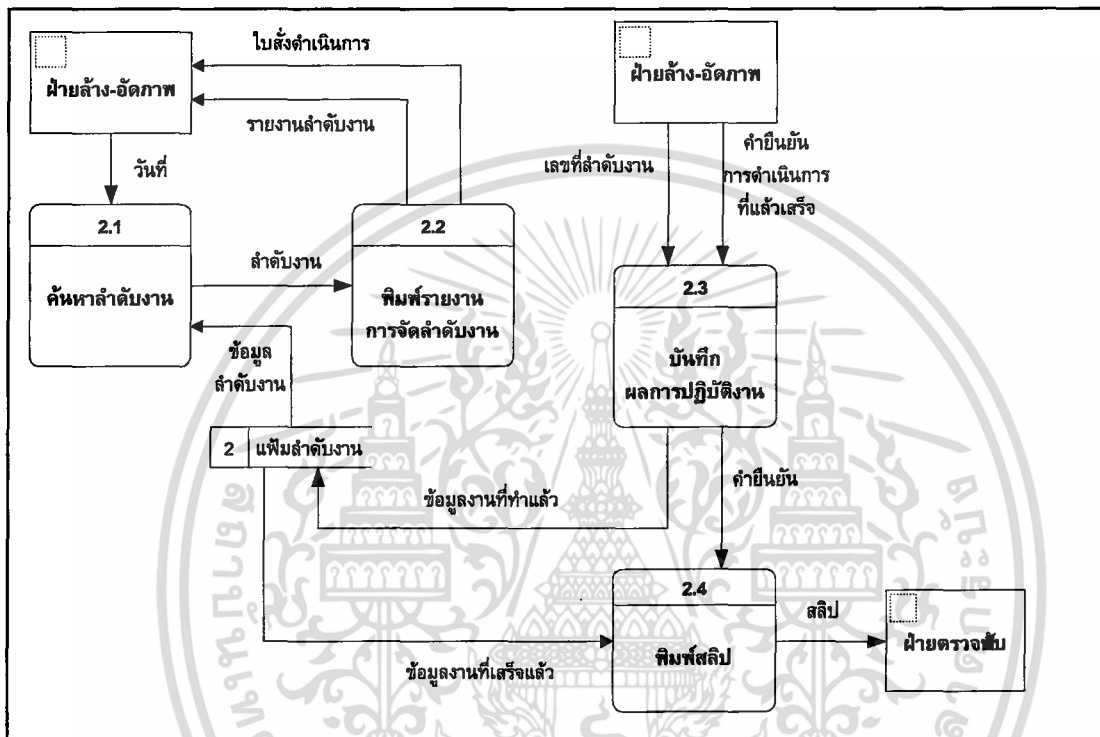 ใบสั่งดำเนินการ
ฝ่ายล้าง-อัดภาพ
รายงานลำดับงาน
วันที่
2.1
ค้นหาลำดับงาน
ลำดับงาน
2.2
พิมพ์รายงาน
การจัดลำดับงาน
ข้อมูล
ลำดับงาน
2
แฟ้มลำดับงาน
ฝ่ายล้าง-อัดภาพ
เลขที่ลำดับงาน
คำยืนยัน
การดำเนินการ
ที่แล้วเสร็จ
2.3
บันทึก
ผลการปฏิบัติงาน
ข้อมูลงานที่ทำแล้ว
คำยืนยัน
2.4
พิมพ์สลิป
ข้อมูลงานที่เสร็จแล้ว
สลิป